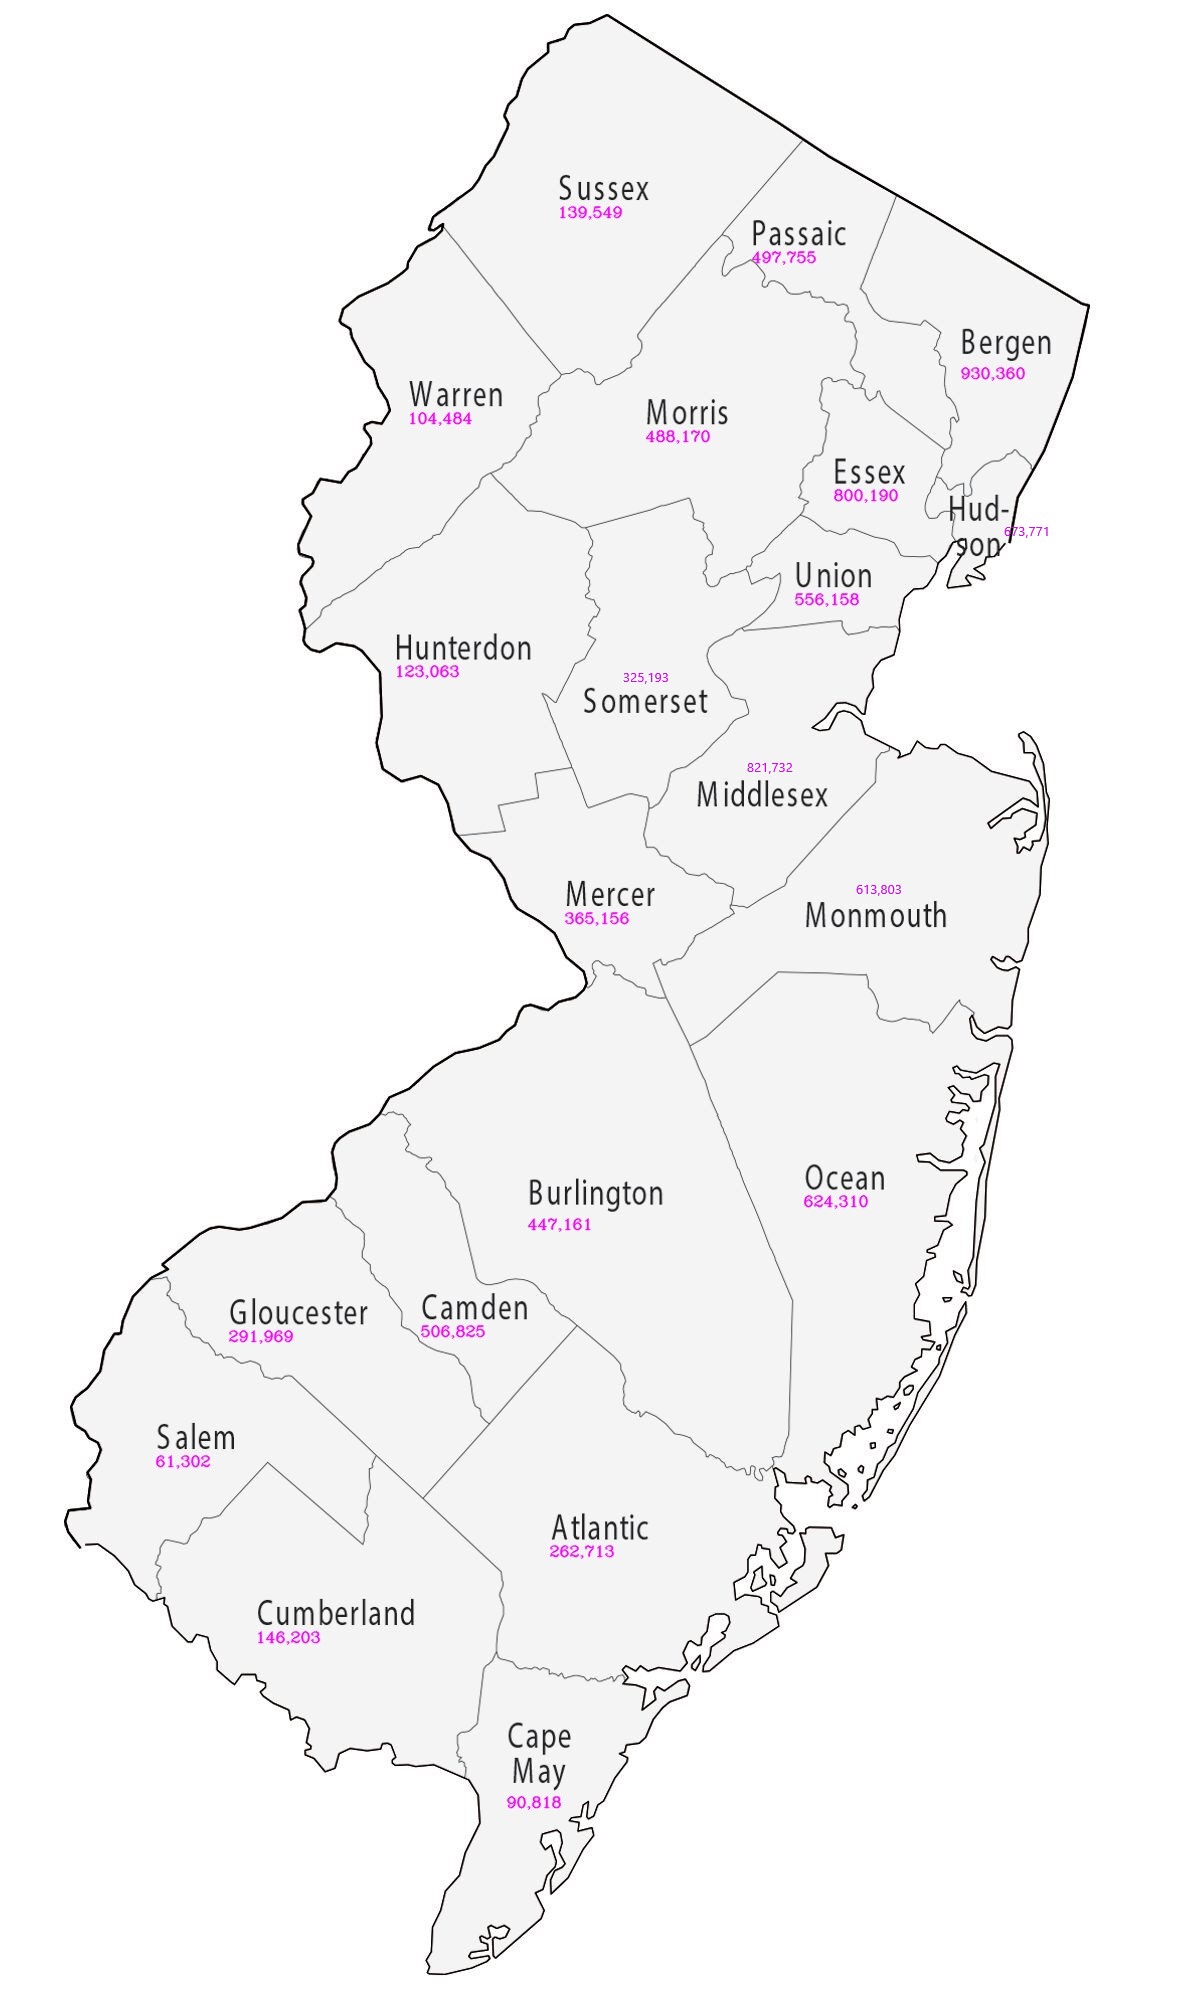 Sussex
139,549
Passaic
497,755
Bergen
930,360
Warren
104,484
Morris
488,170
Essex
800,190
Hud-
son
673,771
Union
556,158
Hunterdon
123,063
325,193
Somerset
821,732
Middlesex
Mercer
365,156
613,803
Monmouth
Ocean
624,310
Burlington
447,161
Gloucester
291,969
Camden
506,825
Salem
61,302
Atlantic
262,713
Cumberland
146,203
Cape
May
90,818